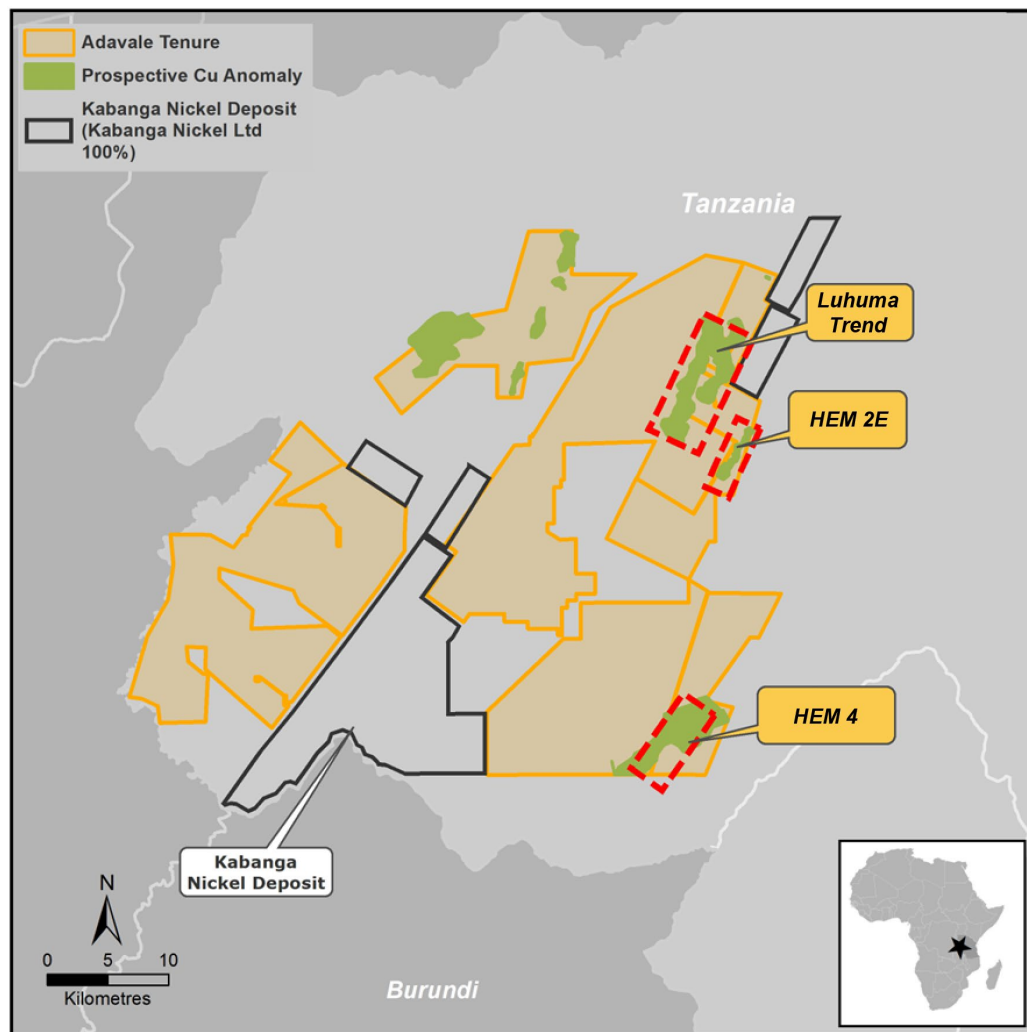 Adavale Tenure
Prospective Cu Anomaly
Kabanga Nickel Deposit
(Kabanga Nickel Ltd
100%)
Tanzania
Luhuma
Trend
HEM 2E
HEM 4
Kabanga
Nickel Deposit
N
0 5 10
Kilometres
Burundi